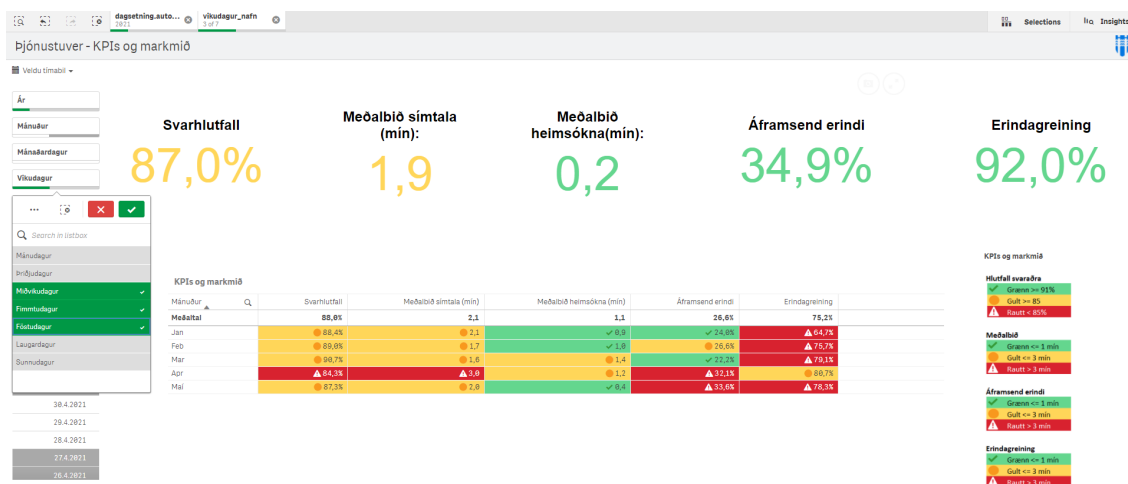 dagsetning.auto...
2021
vikudagur_nafn
3 of 7
Selections
Insights
Þjónustuver - KPIs og markmið
Veldu tímabil
Ár
Mánuður
Mánaðardagur
Vikudagur
Svarhlutfall
87,0%
Meðalbið símtala
(mín):
1,9
Meðalbið
heimsókna(mín):
0,2
Áframsend erindi
34,9%
Erindagreining
92,0%
Search in listbox
Mánudagur
Þriðjudagur
Miðvikudagur
Fimmtudagur
Föstudagur
Laugardagur
Sunnudagur
30.4.2021
29.4.2021
28.4.2021
27.4.2021
26.4.2021
KPIs og markmið
Mánuður Svarhlutfall Meðalbið símtala (mín) Meðalbið heimsókna (mín) Áframsend erindi Erindagreining
Meðaltal 88,0% 2,1 1,1 26,6% 75,2%
Jan 88,4% 2,1 0,9 24,0% 64,7%
Feb 89,0% 1,7 1,0 26,6% 75,7%
Mar 90,7% 1,6 1,4 22,2% 79,1%
Apr 84,3% 3,0 1,2 32,1% 80,7%
Maí 87,3% 2,0 0,4 33,6% 78,3%
KPIs og markmið
Hlutfall svaraðra
Grænn >= 91%
Gult >= 85
Rautt < 85%
Meðalbið
Grænn <= 1 mín
Gult <= 3 mín
Rautt > 3 mín
Áframsend erindi
Grænn <= 1 mín
Gult <= 3 mín
Rautt > 3 mín
Erindagreining
Grænn <= 1 mín
Gult <= 3 mín
Rautt > 3 mín